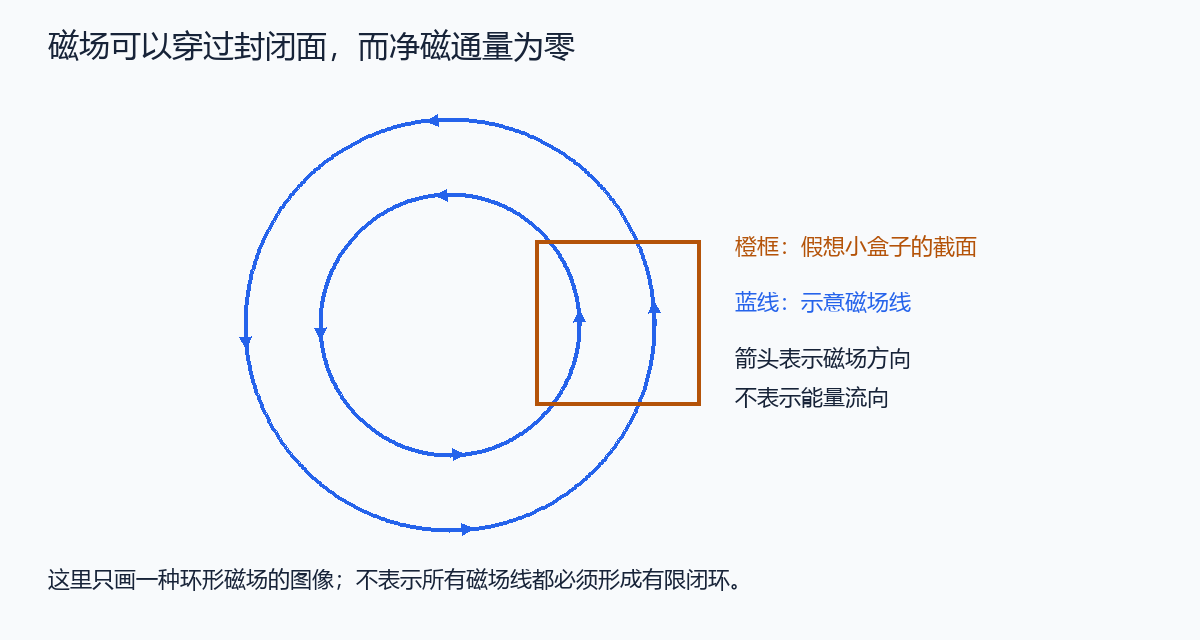 磁场可以穿过封闭面，而净磁通量为零
橙框：假想小盒子的截面
蓝线：示意磁场线
箭头表示磁场方向
不表示能量流向
这里只画一种环形磁场的图像；不表示所有磁场线都必须形成有限闭环。